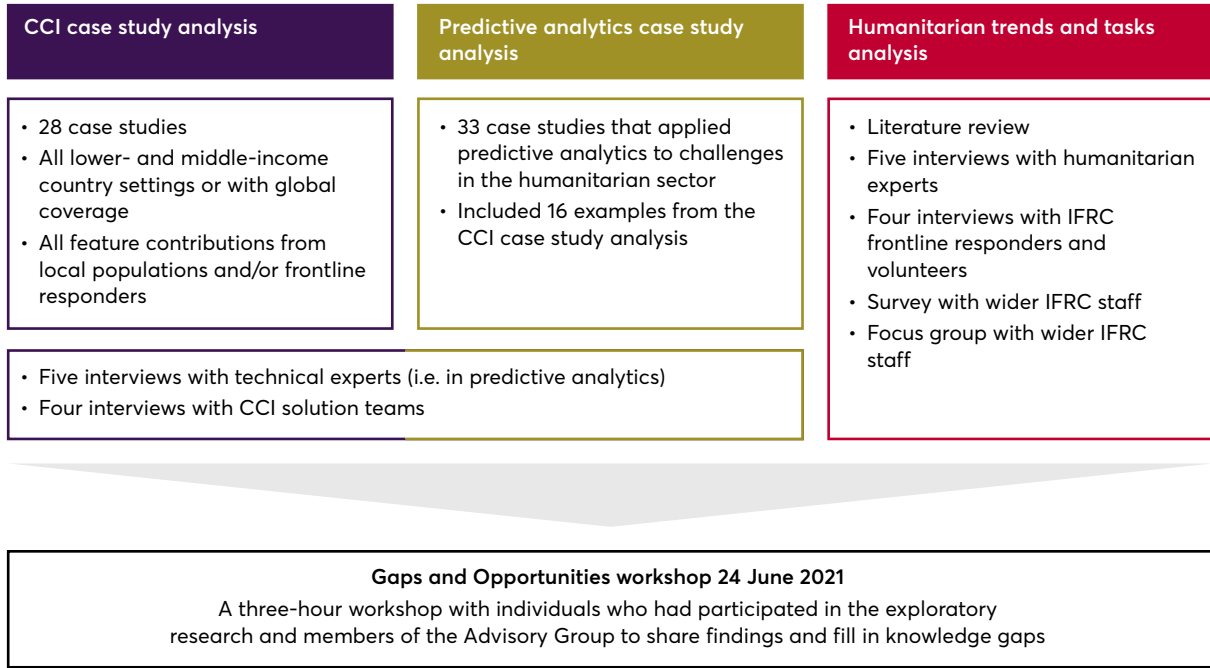 CCI case study analysis
• 28 case studies
• All lower- and middle-income
country settings or with global
coverage
• All feature contributions from
local populations and/or frontline
responders
Predictive analytics case study
analysis
• 33 case studies that applied
predictive analytics to challenges
in the humanitarian sector
• Included 16 examples from the
CCI case study analysis
• Five interviews with technical experts (i.e. in predictive analytics)
• Four interviews with CCI solution teams
Humanitarian trends and tasks
analysis
• Literature review
• Five interviews with humanitarian
experts
• Four interviews with IFRC
frontline responders and
volunteers
• Survey with wider IFRC staff
• Focus group with wider IFRC
staff
Gaps and Opportunities workshop 24 June 2021
A three-hour workshop with individuals who had participated in the exploratory
research and members of the Advisory Group to share findings and fill in knowledge gaps